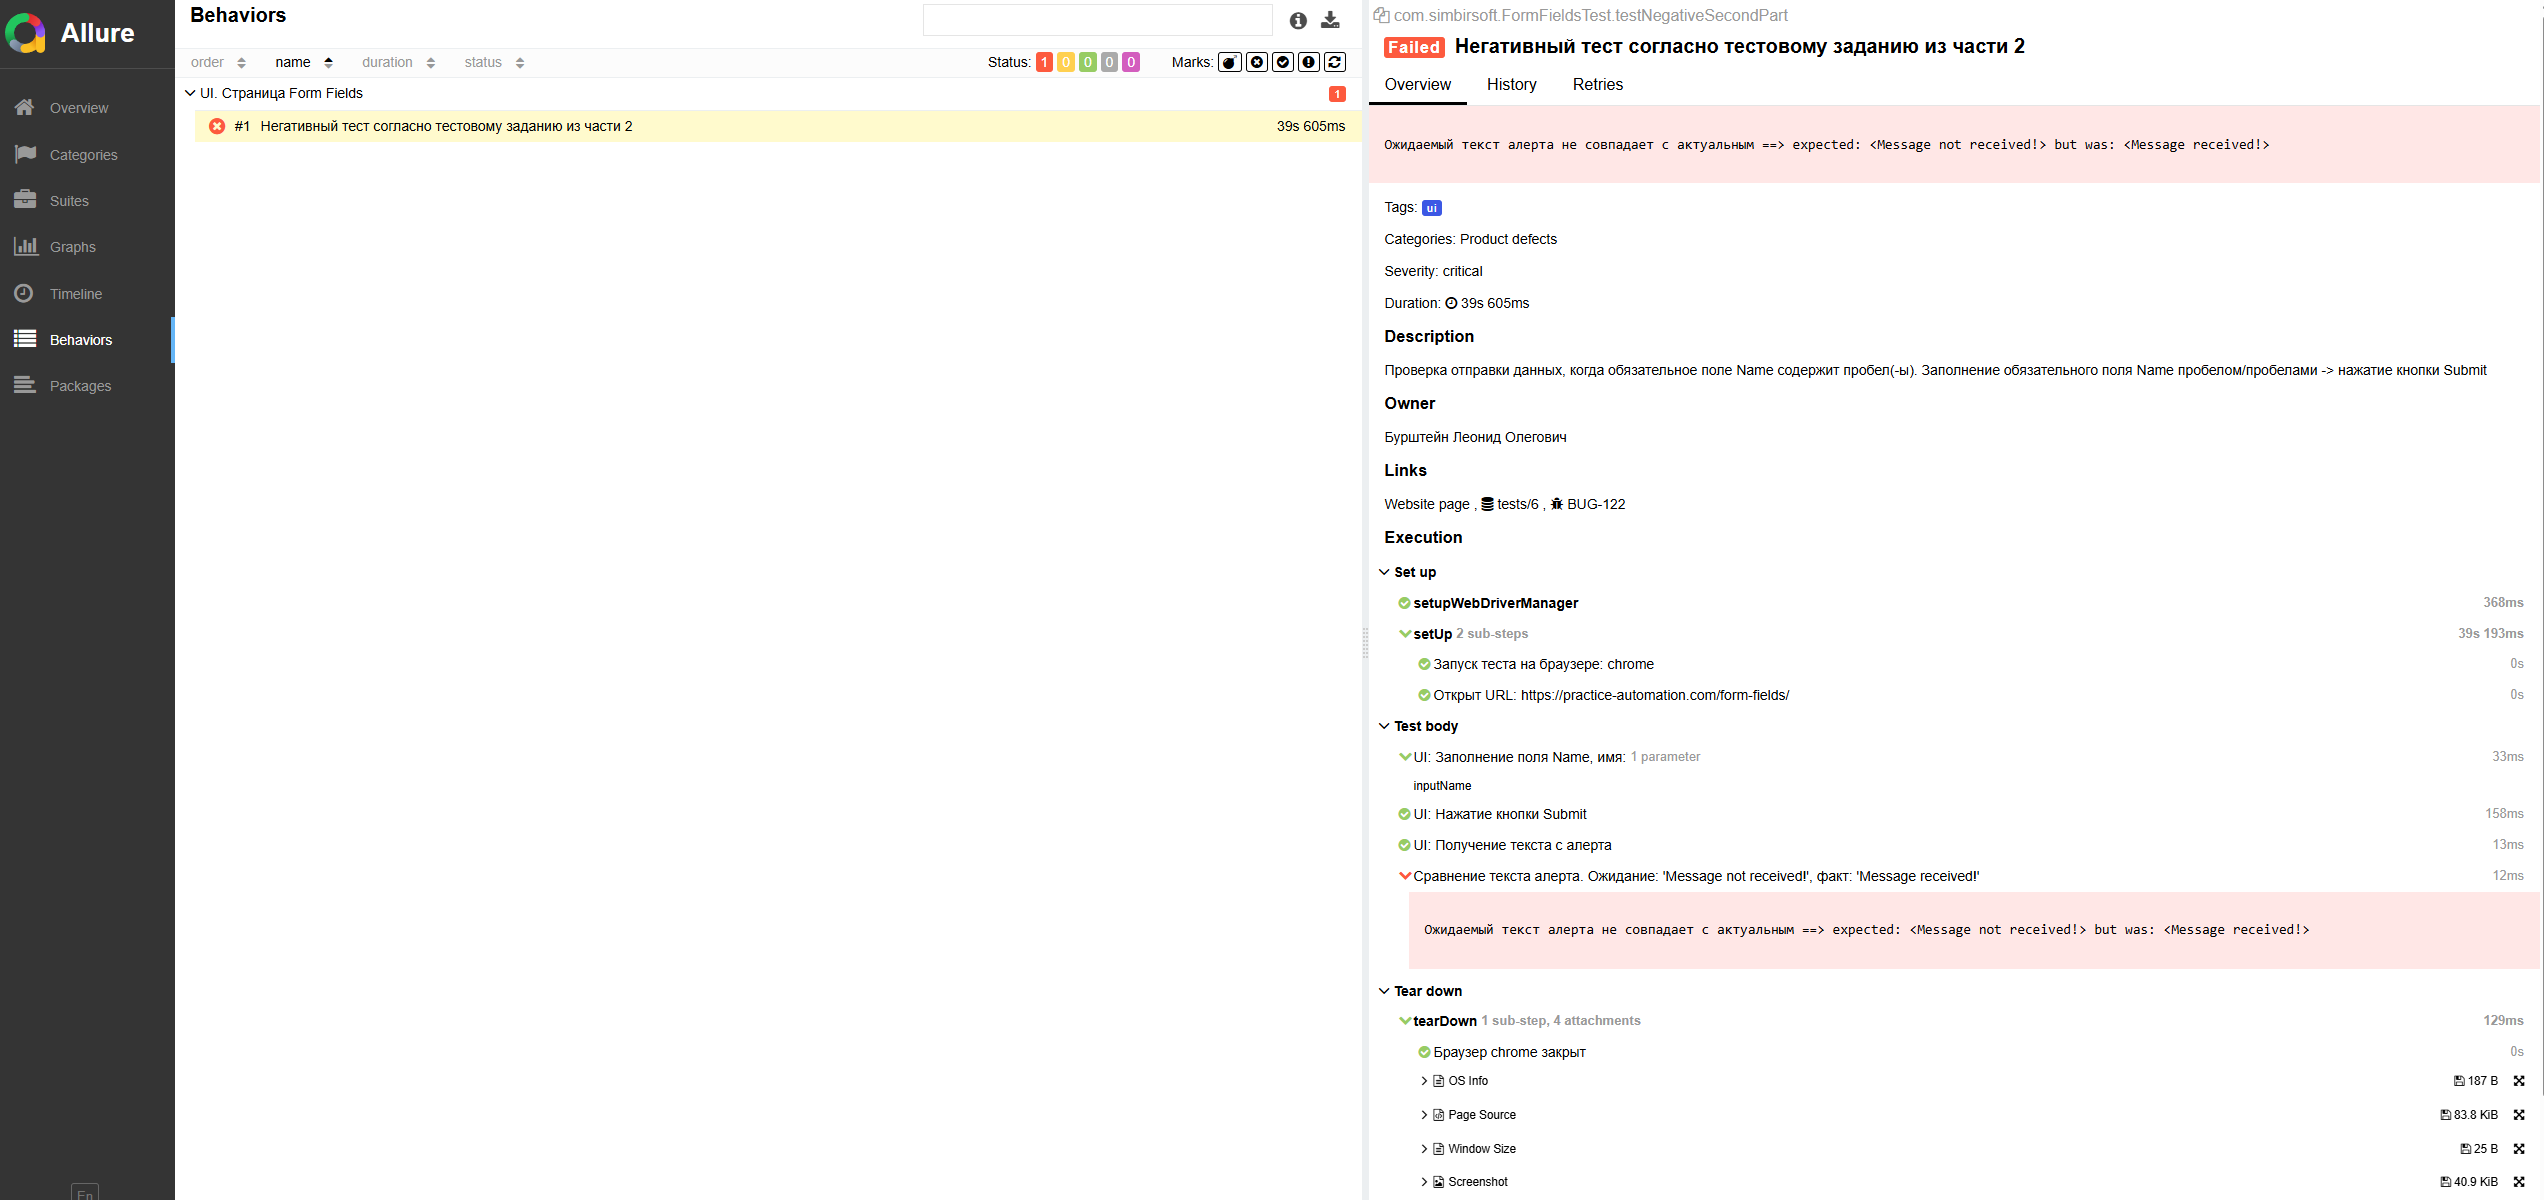 Allure
Overview
Categories
Suites
Graphs
Timeline
Behaviors
Packages
En
Behaviors
order name duration status Status: 1 0 0 0 0 Marks:
UI. Страница Form Fields 1
#1 Негативный тест согласно тестовому заданию из части 2 39s 605ms
com.simbirsoft.FormFieldsTest.testNegativeSecondPart
Failed Негативный тест согласно тестовому заданию из части 2
Overview History Retries
Ожидаемый текст алерта не совпадает с актуальным ==> expected: <Message not received!> but was: <Message received!>
Tags: ui
Categories: Product defects
Severity: critical
Duration: 39s 605ms
Description
Проверка отправки данных, когда обязательное поле Name содержит пробел(-ы). Заполнение обязательного поля Name пробелом/пробелами -> нажатие кнопки Submit
Owner
Бурштейн Леонид Олегович
Links
Website page , tests/6 , BUG-122
Execution
Set up
setupWebDriverManager 368ms
setUp 2 sub-steps 39s 193ms
Запуск теста на браузере: chrome 0s
Открыт URL: https://practice-automation.com/form-fields/ 0s
Test body
UI: Заполнение поля Name, имя: 1 parameter 33ms
inputName
UI: Нажатие кнопки Submit 158ms
UI: Получение текста с алерта 13ms
Сравнение текста алерта. Ожидание: 'Message not received!', факт: 'Message received!' 12ms
Ожидаемый текст алерта не совпадает с актуальным ==> expected: <Message not received!> but was: <Message received!>
Tear down
tearDown 1 sub-step, 4 attachments 129ms
Браузер chrome закрыт 0s
OS Info 187 B
Page Source 83.8 KiB
Window Size 25 B
Screenshot 40.9 KiB